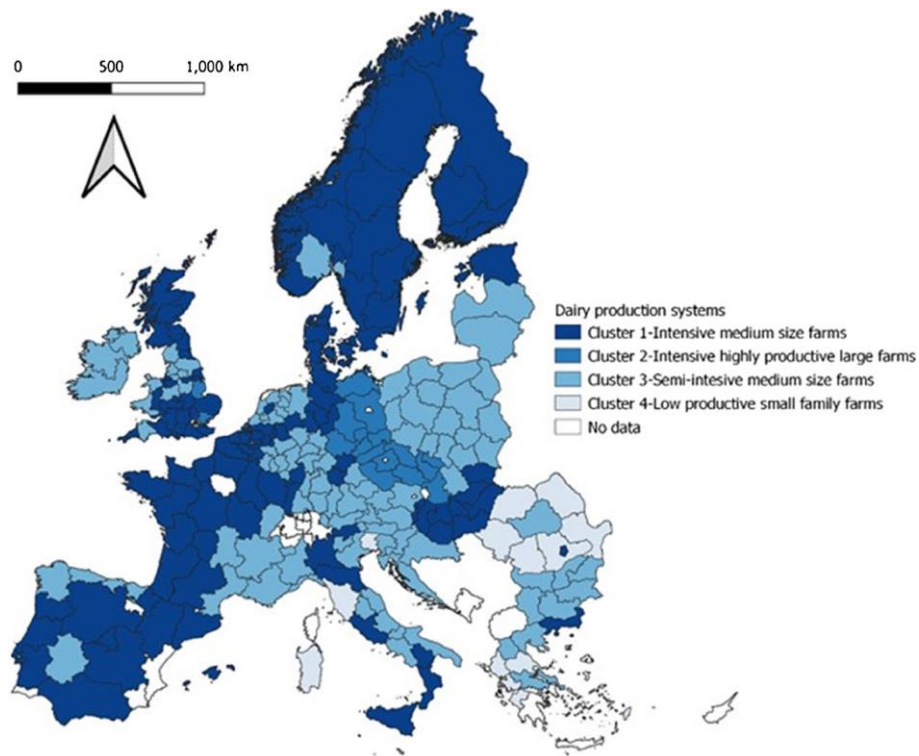 0 500 1,000 km
Dairy production systems
Cluster 1-Intensive medium size farms
Cluster 2-Intensive highly productive large farms
Cluster 3-Semi-intesive medium size farms
Cluster 4-Low productive small family farms
No data